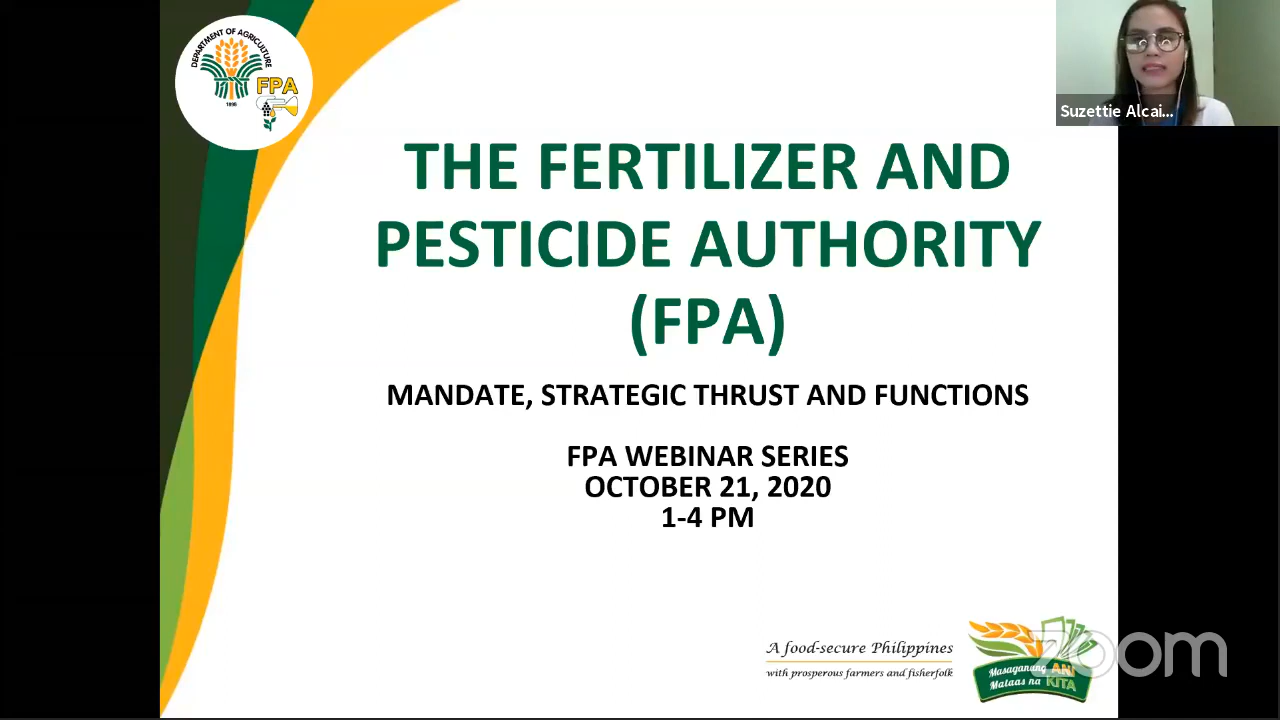 DEPARTMENT OF AGRICULTURE
FPA
1898
Suzettie Alcai...
THE FERTILIZER AND
PESTICIDE AUTHORITY
(FPA)
MANDATE, STRATEGIC THRUST AND FUNCTIONS
FPA WEBINAR SERIES
OCTOBER 21, 2020
1-4 PM
A food-secure Philippines
with prosperous farmers and fisherfolk
Masaganang ANI
Mataas na KITA
zoom